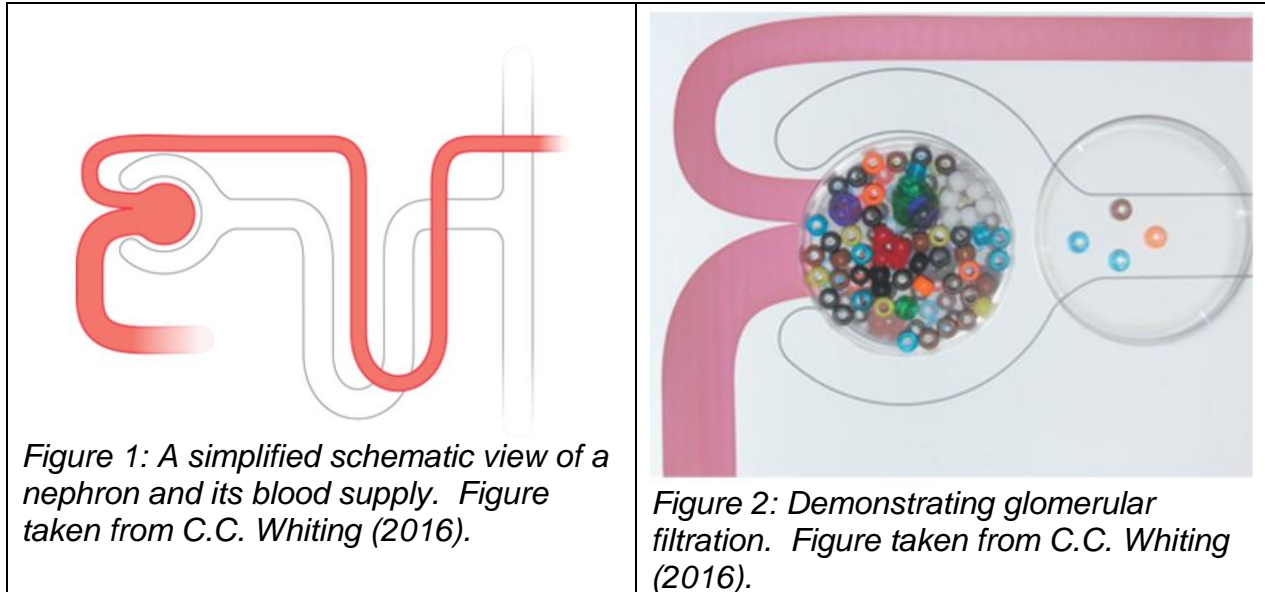 Figure 1: A simplified schematic view of a
nephron and its blood supply.  Figure
taken from C.C. Whiting (2016).
Figure 2: Demonstrating glomerular
filtration.  Figure taken from C.C. Whiting
(2016).